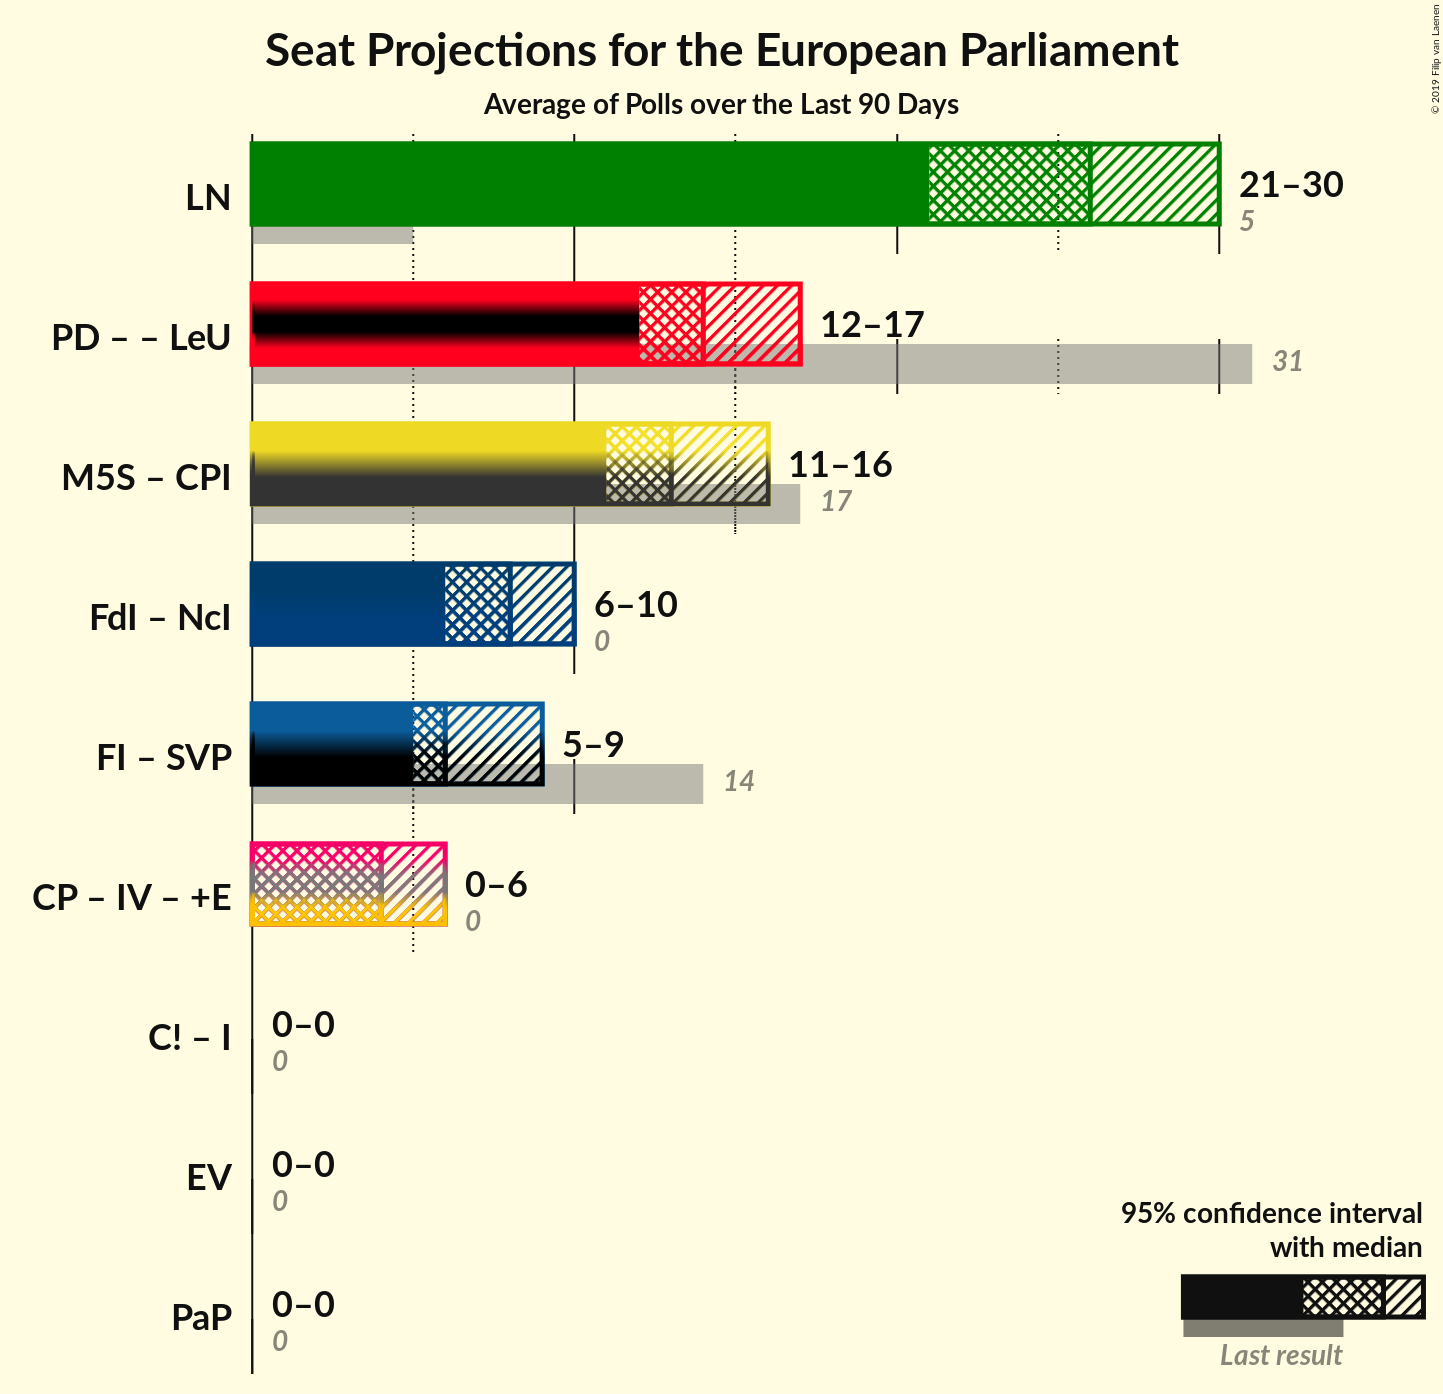 Seat Projections for the European Parliament
Average of Polls over the Last 90 Days
© 2019 Filip van Laenen
LN
21–30
5
PD – – LeU
12–17
31
M5S – CPI
11–16
17
FdI – NcI
6–10
0
FI – SVP
5–9
14
CP – IV – +E
0–6
0
C! – I
0–0
0
EV
0–0
0
PaP
0–0
0
95% confidence interval
with median
Last result